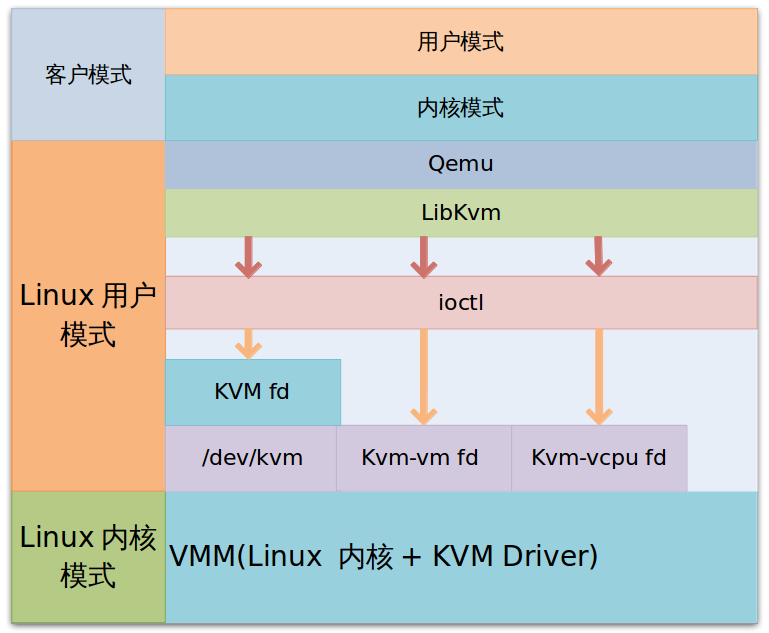 客户模式
用户模式
内核模式
Linux 用户
模式
Qemu
LibKvm
ioctl
KVM fd
/dev/kvm
Kvm-vm fd
Kvm-vcpu fd
Linux 内核
模式
VMM(Linux 内核 + KVM Driver)